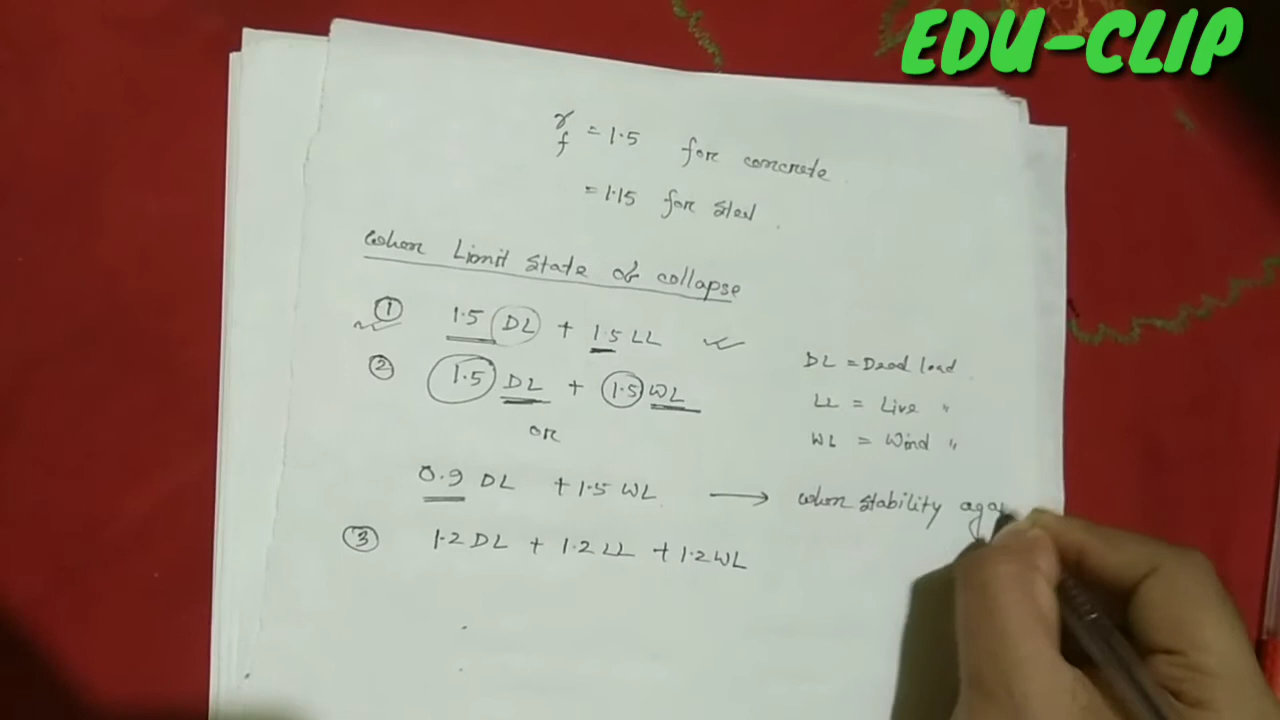 EDU-CLIP
γf = 1.5 for concrete
= 1.15 for steel
When Limit state of collapse
① 1.5 DL + 1.5 LL
② 1.5 DL + 1.5 WL
or
0.9 DL + 1.5 WL → when stability aga
③ 1.2 DL + 1.2 LL + 1.2 WL
DL = Dead load
LL = Live "
WL = Wind "